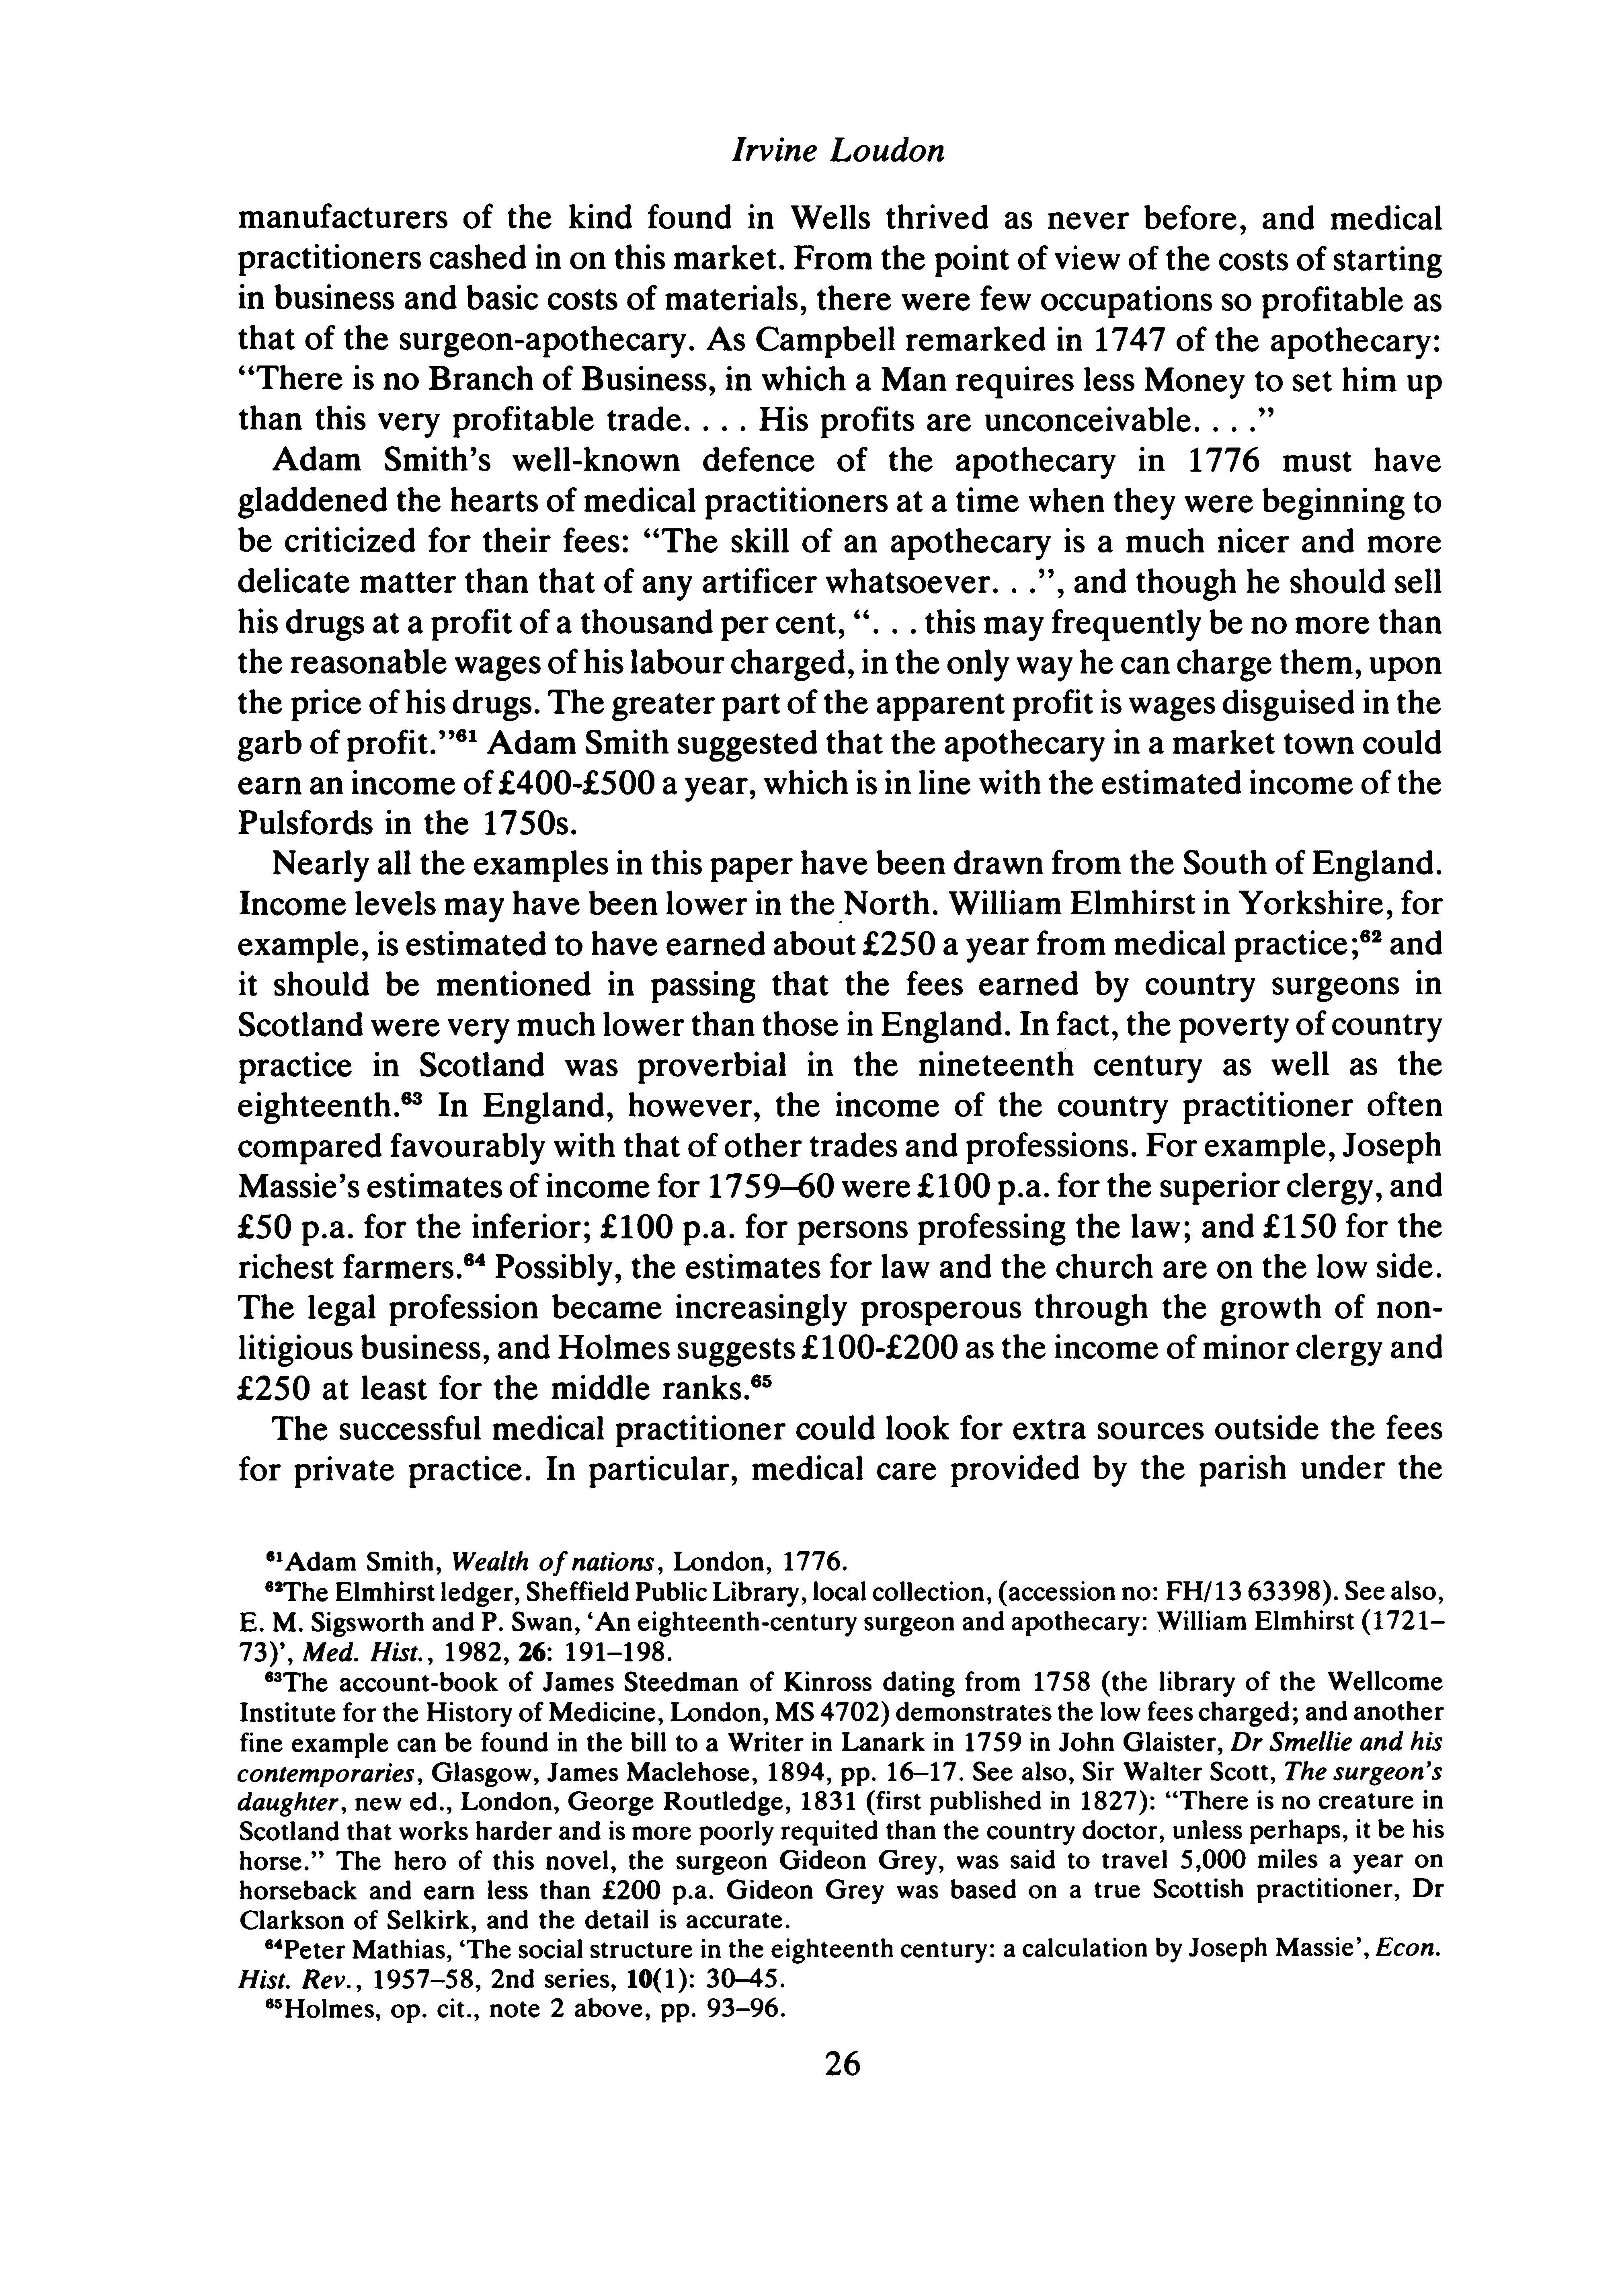 Irvine Loudon
manufacturers of the kind found in Wells thrived as never before, and medical
practitioners cashed in on this market. From the point of view of the costs of starting
in business and basic costs of materials, there were few occupations so profitable as
that of the surgeon-apothecary. As Campbell remarked in 1747 of the apothecary:
“There is no Branch of Business, in which a Man requires less Money to set him up
than this very profitable trade. . . . His profits are unconceivable. . . .”
Adam Smith’s well-known defence of the apothecary in 1776 must have
gladdened the hearts of medical practitioners at a time when they were beginning to
be criticized for their fees: “The skill of an apothecary is a much nicer and more
delicate matter than that of any artificer whatsoever. . .”, and though he should sell
his drugs at a profit of a thousand per cent, “. . . this may frequently be no more than
the reasonable wages of his labour charged, in the only way he can charge them, upon
the price of his drugs. The greater part of the apparent profit is wages disguised in the
garb of profit.”⁶¹ Adam Smith suggested that the apothecary in a market town could
earn an income of £400-£500 a year, which is in line with the estimated income of the
Pulsfords in the 1750s.
Nearly all the examples in this paper have been drawn from the South of England.
Income levels may have been lower in the North. William Elmhirst in Yorkshire, for
example, is estimated to have earned about £250 a year from medical practice;⁶² and
it should be mentioned in passing that the fees earned by country surgeons in
Scotland were very much lower than those in England. In fact, the poverty of country
practice in Scotland was proverbial in the nineteenth century as well as the
eighteenth.⁶³ In England, however, the income of the country practitioner often
compared favourably with that of other trades and professions. For example, Joseph
Massie’s estimates of income for 1759–60 were £100 p.a. for the superior clergy, and
£50 p.a. for the inferior; £100 p.a. for persons professing the law; and £150 for the
richest farmers.⁶⁴ Possibly, the estimates for law and the church are on the low side.
The legal profession became increasingly prosperous through the growth of non-
litigious business, and Holmes suggests £100-£200 as the income of minor clergy and
£250 at least for the middle ranks.⁶⁵
The successful medical practitioner could look for extra sources outside the fees
for private practice. In particular, medical care provided by the parish under the
⁶¹Adam Smith, Wealth of nations, London, 1776.
⁶²The Elmhirst ledger, Sheffield Public Library, local collection, (accession no: FH/13 63398). See also,
E. M. Sigsworth and P. Swan, ‘An eighteenth-century surgeon and apothecary: William Elmhirst (1721–
73)’, Med. Hist., 1982, 26: 191–198.
⁶³The account-book of James Steedman of Kinross dating from 1758 (the library of the Wellcome
Institute for the History of Medicine, London, MS 4702) demonstrates the low fees charged; and another
fine example can be found in the bill to a Writer in Lanark in 1759 in John Glaister, Dr Smellie and his
contemporaries, Glasgow, James Maclehose, 1894, pp. 16–17. See also, Sir Walter Scott, The surgeon’s
daughter, new ed., London, George Routledge, 1831 (first published in 1827): “There is no creature in
Scotland that works harder and is more poorly requited than the country doctor, unless perhaps, it be his
horse.” The hero of this novel, the surgeon Gideon Grey, was said to travel 5,000 miles a year on
horseback and earn less than £200 p.a. Gideon Grey was based on a true Scottish practitioner, Dr
Clarkson of Selkirk, and the detail is accurate.
⁶⁴Peter Mathias, ‘The social structure in the eighteenth century: a calculation by Joseph Massie’, Econ.
Hist. Rev., 1957–58, 2nd series, 10(1): 30–45.
⁶⁵Holmes, op. cit., note 2 above, pp. 93–96.
26